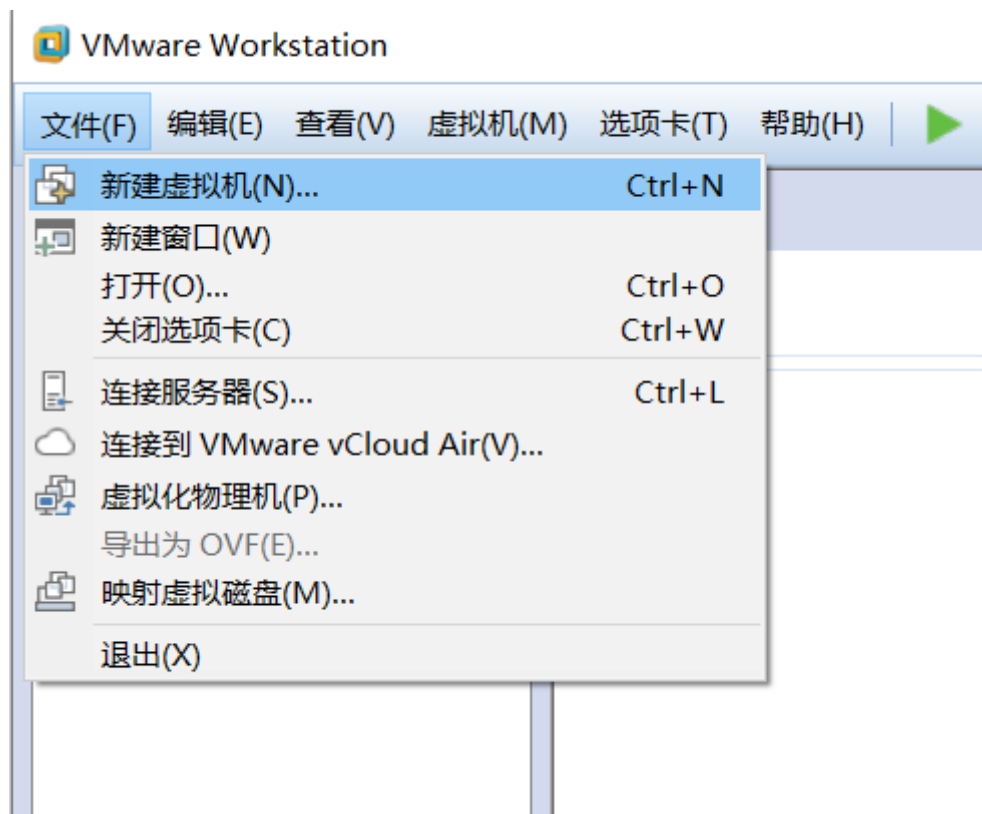 VMware Workstation
文件(F) 编辑(E) 查看(V) 虚拟机(M) 选项卡(T) 帮助(H)
新建虚拟机(N)... Ctrl+N
新建窗口(W)
打开(O)... Ctrl+O
关闭选项卡(C) Ctrl+W
连接服务器(S)... Ctrl+L
连接到 VMware vCloud Air(V)...
虚拟化物理机(P)...
导出为 OVF(E)...
映射虚拟磁盘(M)...
退出(X)